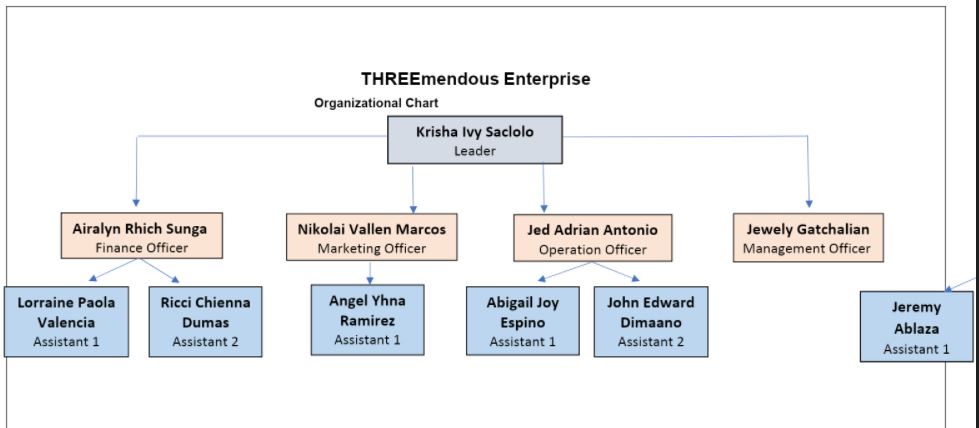 THREEmendous Enterprise
Organizational Chart
Krisha Ivy Saclolo
Leader
Airalyn Rhich Sunga
Finance Officer
Nikolai Vallen Marcos
Marketing Officer
Jed Adrian Antonio
Operation Officer
Jewely Gatchalian
Management Officer
Lorraine Paola
Valencia
Assistant 1
Ricci Chienna
Dumas
Assistant 2
Angel Yhna
Ramirez
Assistant 1
Abigail Joy
Espino
Assistant 1
John Edward
Dimaano
Assistant 2
Jeremy
Ablaza
Assistant 1